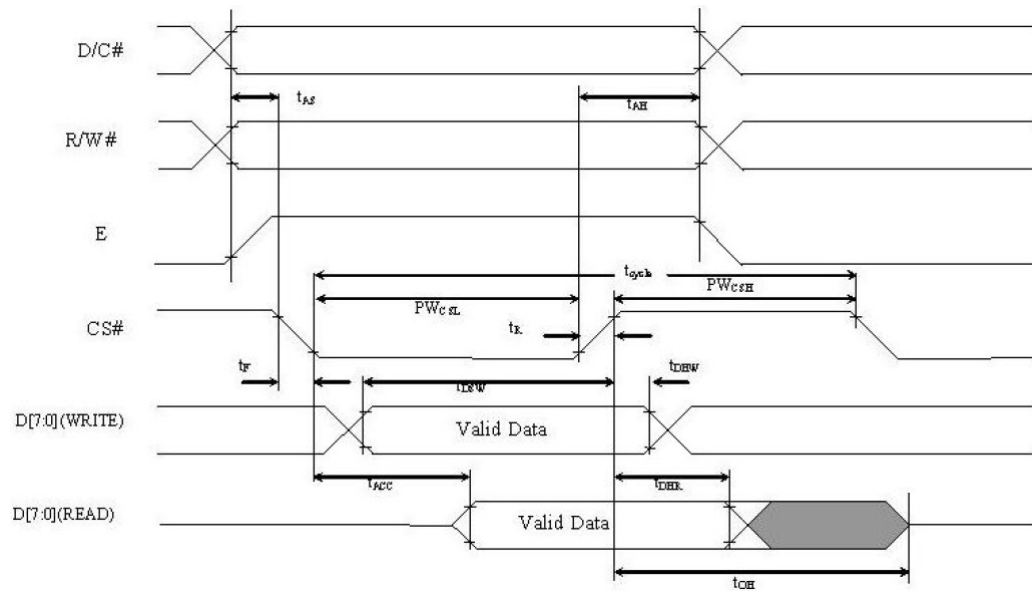 D/C#
tAS
tAH
R/W#
E
tcycle
PWCSL
PWCSH
CS#
tR
tF
tDSW
tDHW
D[7:0](WRITE)
Valid Data
tACC
tDHR
D[7:0](READ)
Valid Data
tOH